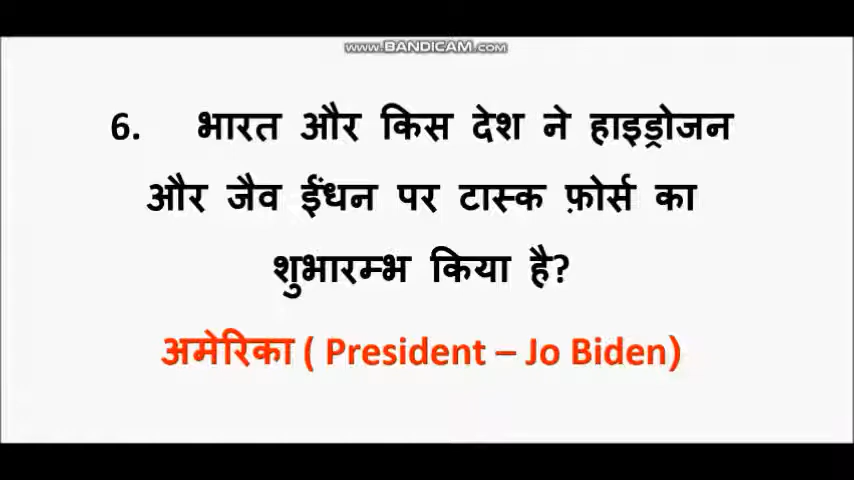 www.BANDICAM.com
6. भारत और किस देश ने हाइड्रोजन
और जैव ईंधन पर टास्क फ़ोर्स का
शुभारम्भ किया है?
अमेरिका ( President – Jo Biden)